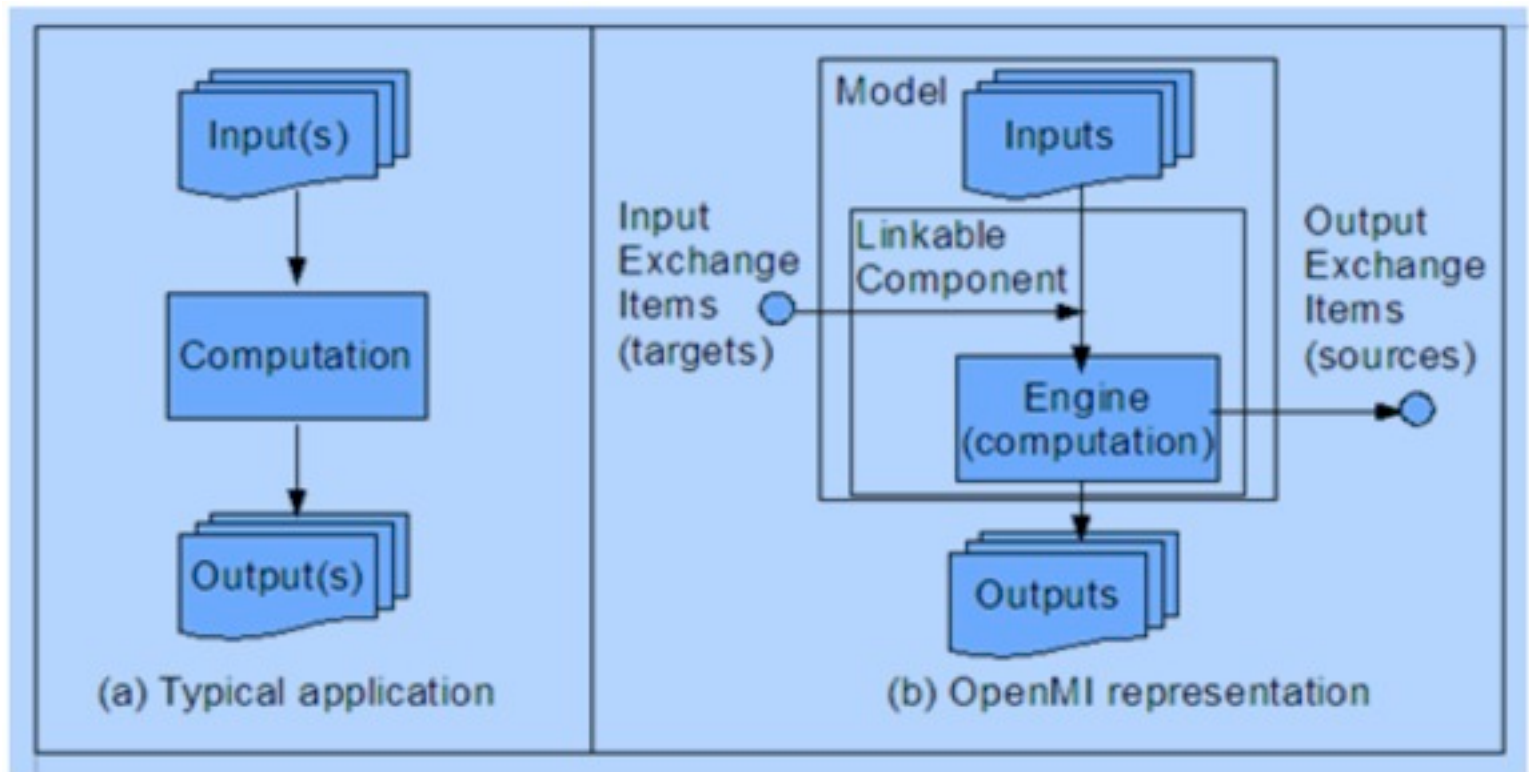 Input(s)
Computation
Output(s)
(a) Typical application
Model
Inputs
Input
Exchange
Items
(targets)
Linkable
Component
Engine
(computation)
Output
Exchange
Items
(sources)
Outputs
(b) OpenMI representation